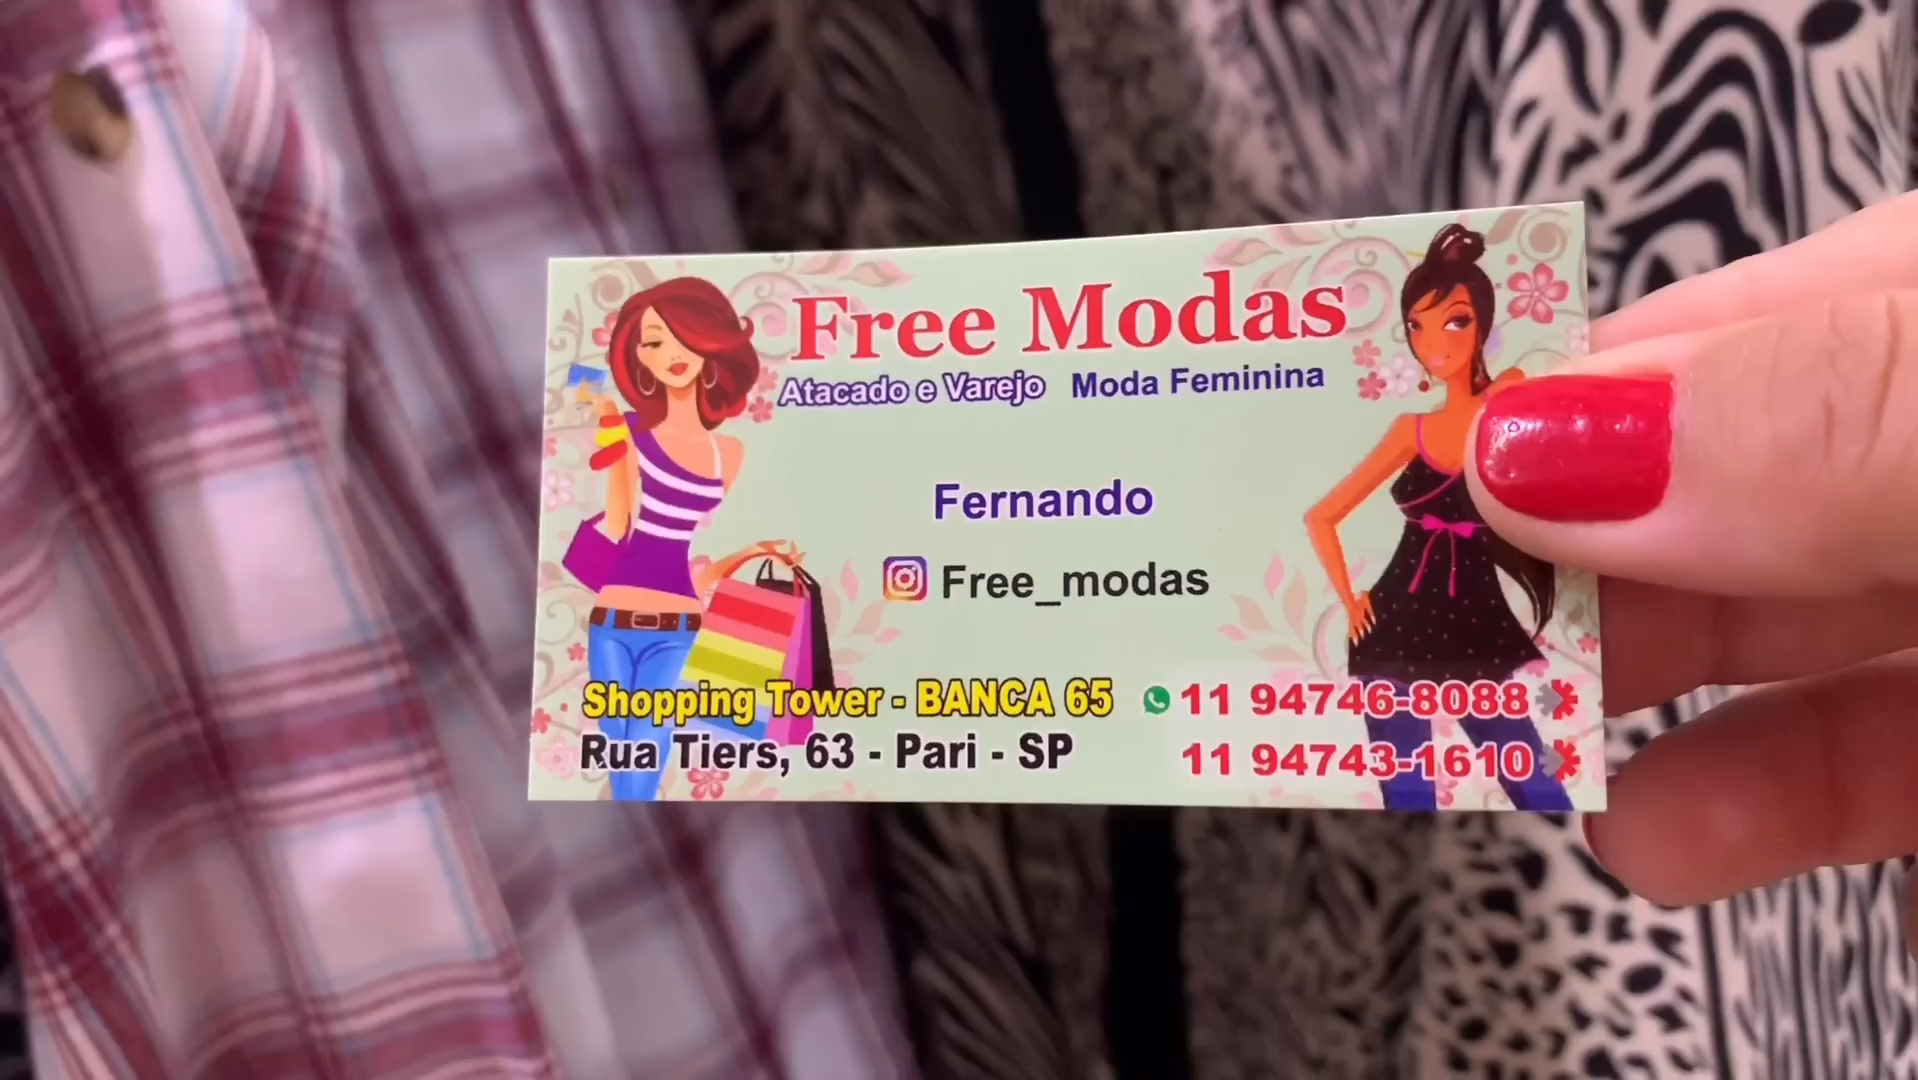 Free Modas
Atacado e Varejo Moda Feminina
Fernando
Free_modas
Shopping Tower - BANCA 65
11 94746-8088
Rua Tiers, 63 - Pari - SP
11 94743-1610